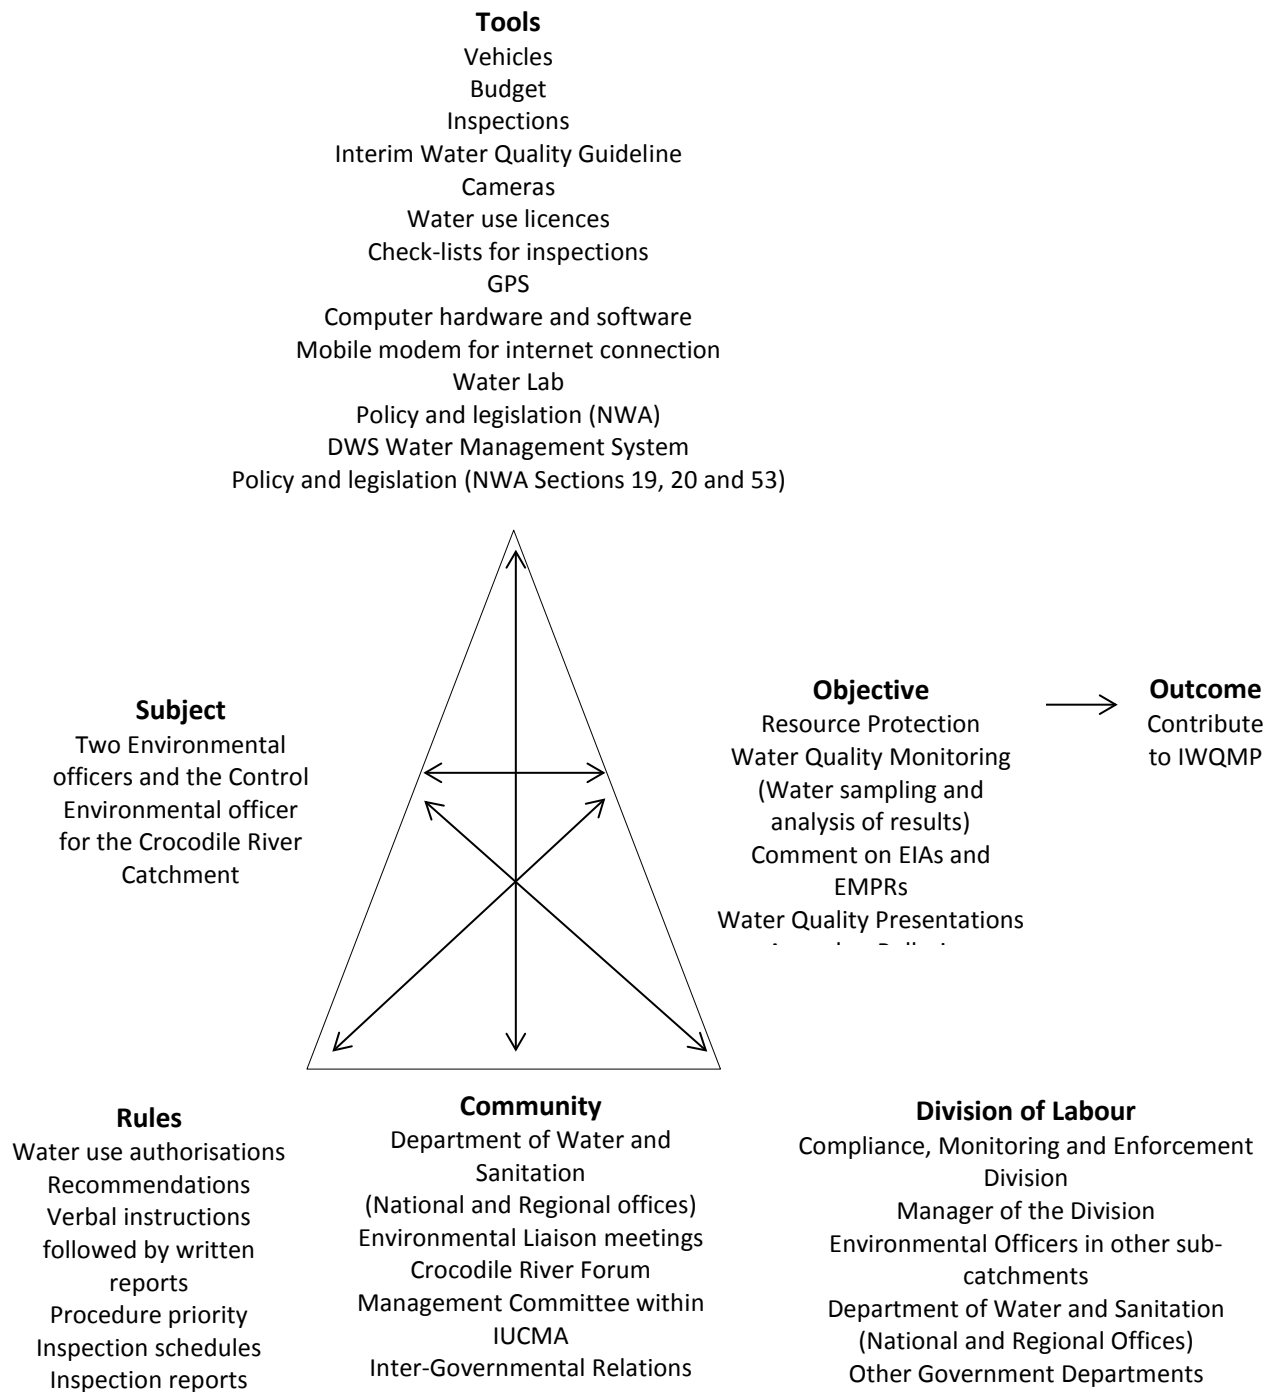 Tools
Vehicles
Budget
Inspections
Interim Water Quality Guideline
Cameras
Water use licences
Check-lists for inspections
GPS
Computer hardware and software
Mobile modem for internet connection
Water Lab
Policy and legislation (NWA)
DWS Water Management System
Policy and legislation (NWA Sections 19, 20 and 53)
Subject
Two Environmental
officers and the Control
Environmental officer
for the Crocodile River
Catchment
Objective
Resource Protection
Water Quality Monitoring
(Water sampling and
analysis of results)
Comment on EIAs and
EMPRs
Water Quality Presentations
Outcome
Contribute
to IWQMP
Rules
Water use authorisations
Recommendations
Verbal instructions
followed by written
reports
Procedure priority
Inspection schedules
Inspection reports
Community
Department of Water and
Sanitation
(National and Regional offices)
Environmental Liaison meetings
Crocodile River Forum
Management Committee within
IUCMA
Inter-Governmental Relations
Division of Labour
Compliance, Monitoring and Enforcement
Division
Manager of the Division
Environmental Officers in other sub-
catchments
Department of Water and Sanitation
(National and Regional Offices)
Other Government Departments